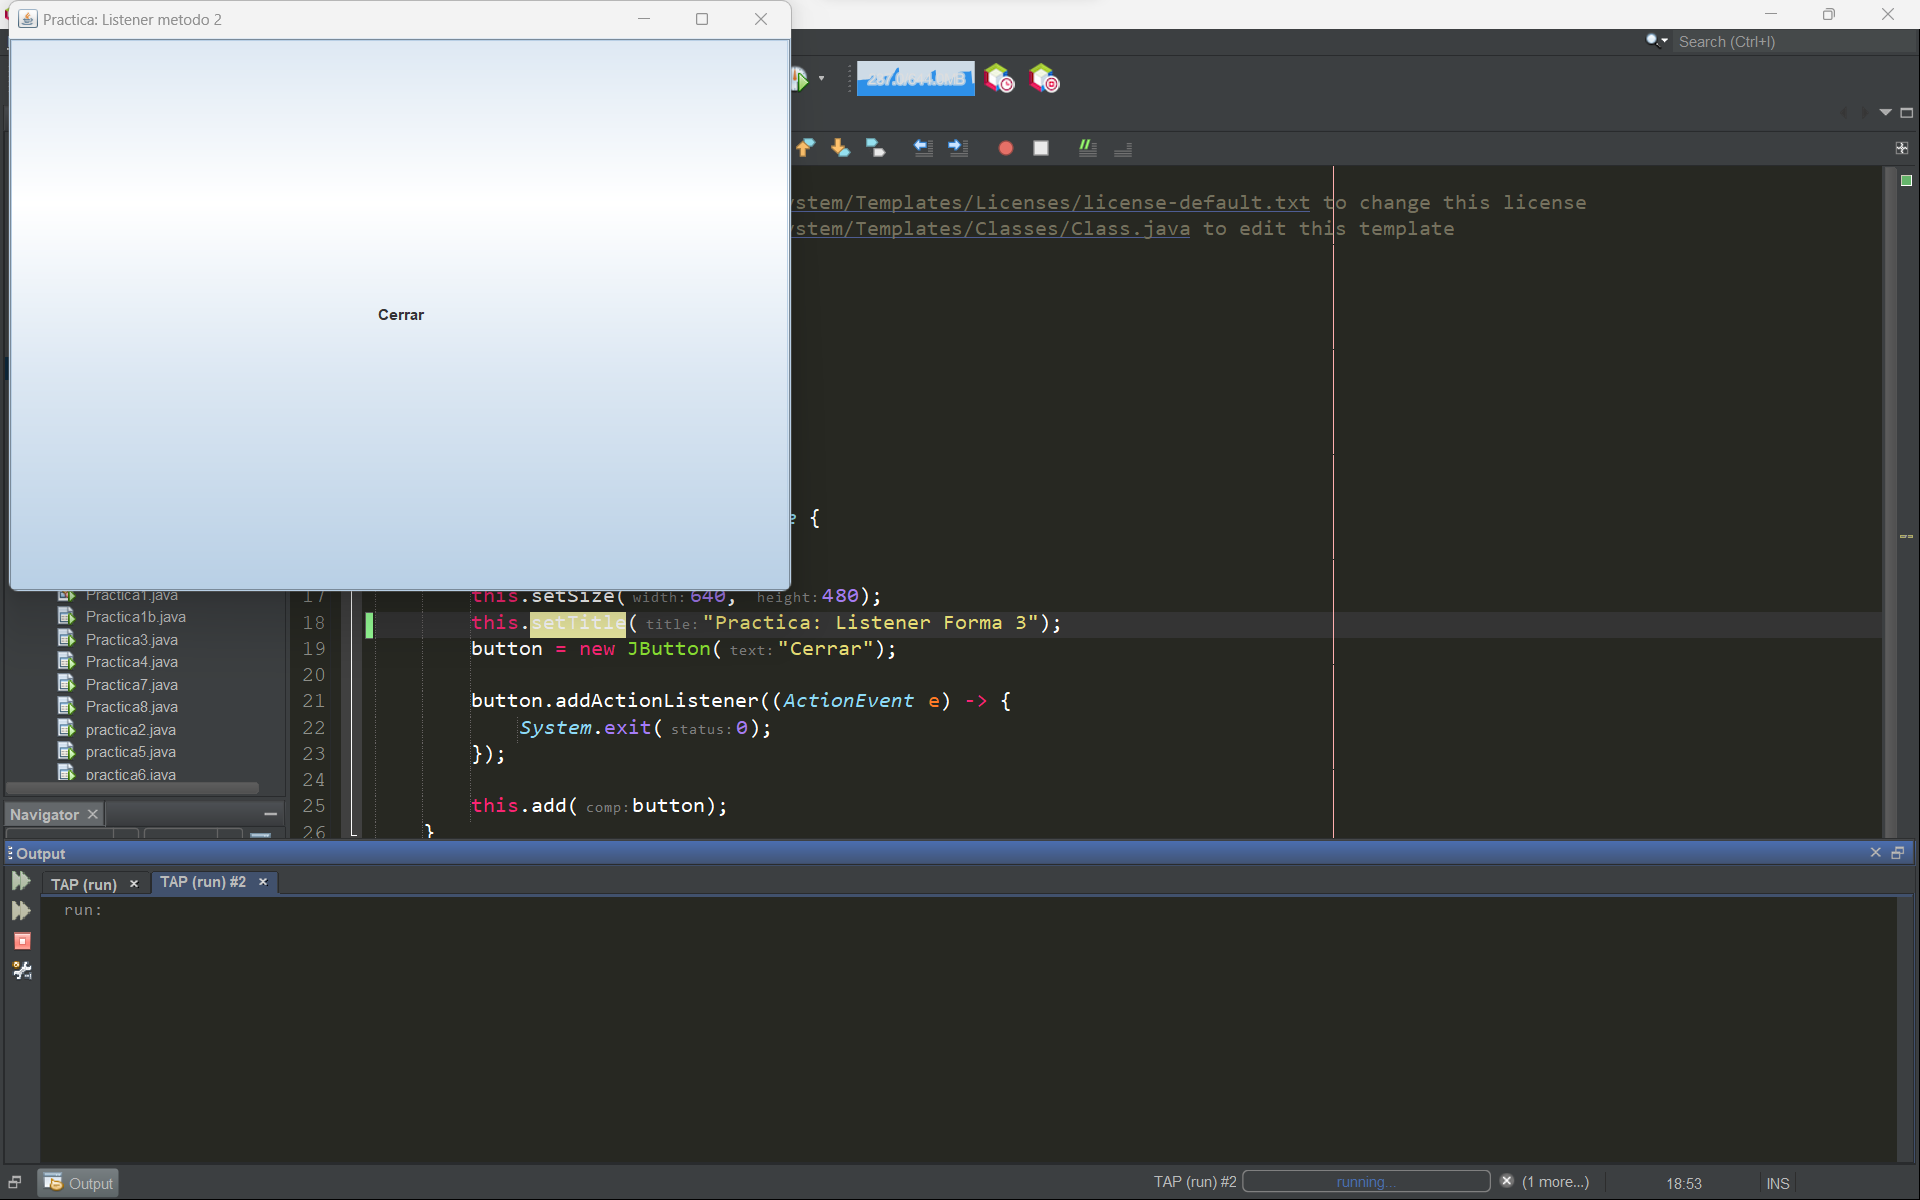 Practica: Listener metodo 2
Search (Ctrl+I)
stem/Templates/Licenses/license-default.txt to change this license
stem/Templates/Classes/Class.java to edit this template
Cerrar
{
Practica1.java
Practica1b.java
Practica3.java
Practica4.java
Practica7.java
Practica8.java
practica2.java
practica5.java
practica6.java
17 this.setSize( width: 640, height: 480);
18 this.setTitle( title: "Practica: Listener Forma 3");
19 button = new JButton( text: "Cerrar");
20
21 button.addActionListener((ActionEvent e) -> {
22 System.exit( status: 0);
23 });
24
25 this.add( comp: button);
26 }
Navigator
Output
TAP (run)
TAP (run) #2
run:
Output
TAP (run) #2 running... (1 more...) 18:53 INS